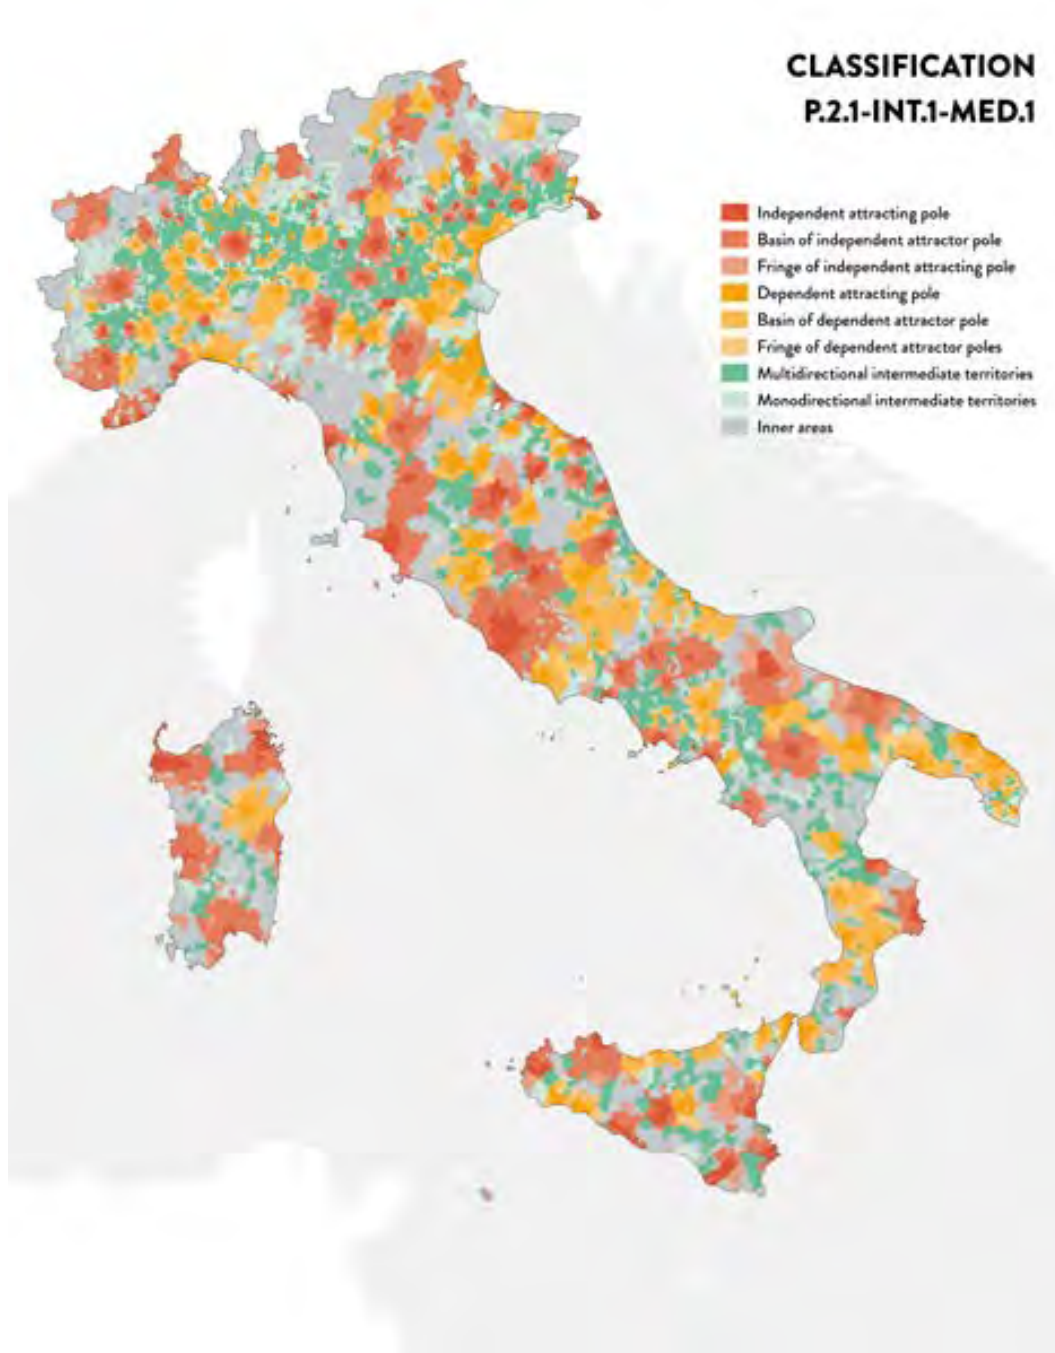 CLASSIFICATION
P.2.1-INT.1-MED.1
Independent attracting pole
Basin of independent attractor pole
Fringe of independent attracting pole
Dependent attracting pole
Basin of dependent attractor pole
Fringe of dependent attractor poles
Multidirectional intermediate territories
Monodirectional intermediate territories
Inner areas